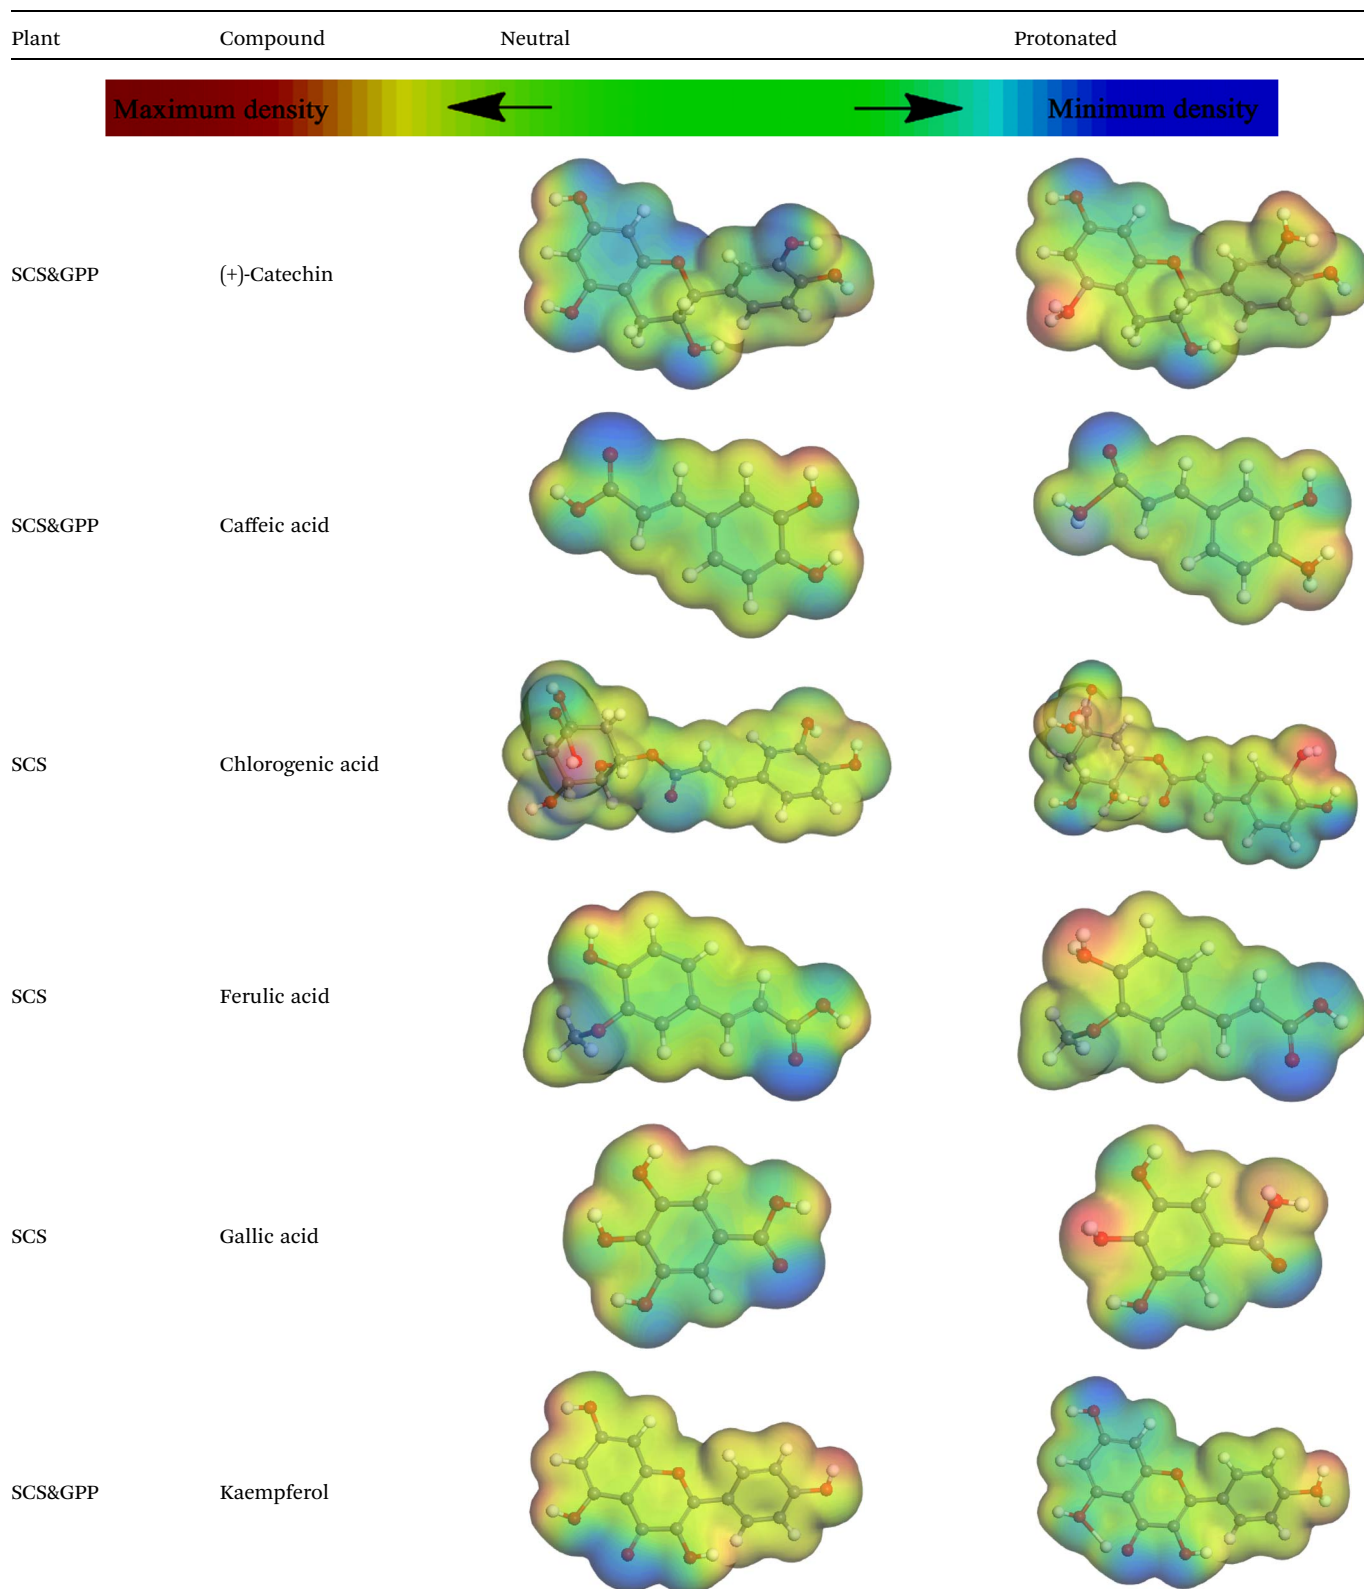 Plant Compound Neutral Protonated
Maximum density Minimum density
SCS&GPP (+)-Catechin
SCS&GPP Caffeic acid
SCS Chlorogenic acid
SCS Ferulic acid
SCS Gallic acid
SCS&GPP Kaempferol